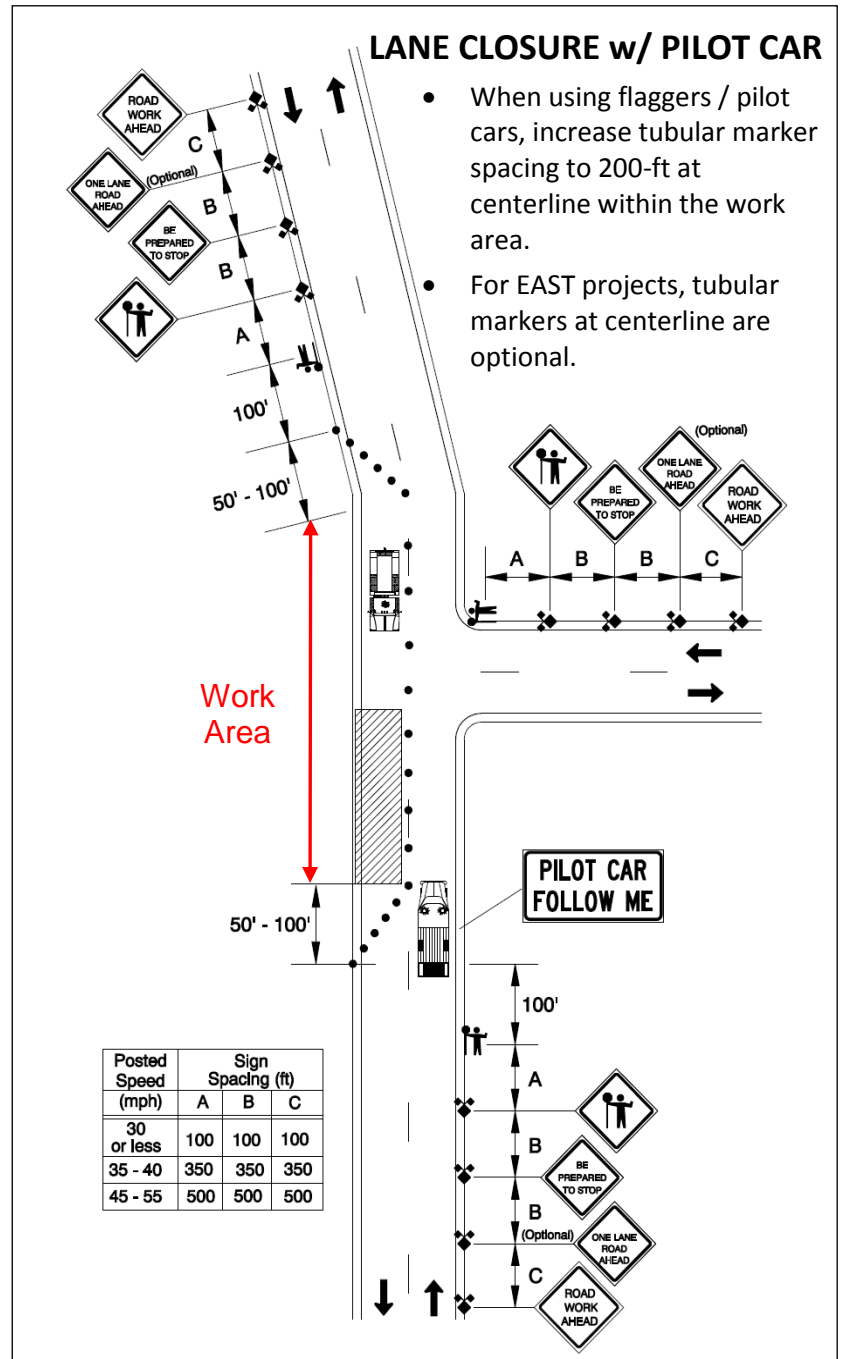 LANE CLOSURE w/ PILOT CAR
• When using flaggers / pilot
cars, increase tubular marker
spacing to 200-ft at
centerline within the work
area.
• For EAST projects, tubular
markers at centerline are
optional.
ROAD
WORK
AHEAD
C
ONE LANE
ROAD
AHEAD
(Optional)
B
BE
PREPARED
TO STOP
B
A
100'
50' - 100'
(Optional)
ONE LANE
ROAD
AHEAD
BE
PREPARED
TO STOP
ROAD
WORK
AHEAD
A B B C
Work
Area
PILOT CAR
FOLLOW ME
50' - 100'
100'
A
B
BE
PREPARED
TO STOP
B
(Optional)
ONE LANE
ROAD
AHEAD
C
ROAD
WORK
AHEAD
Posted Sign
Speed Spacing (ft)
(mph) A B C
30
or less 100 100 100
35 - 40 350 350 350
45 - 55 500 500 500